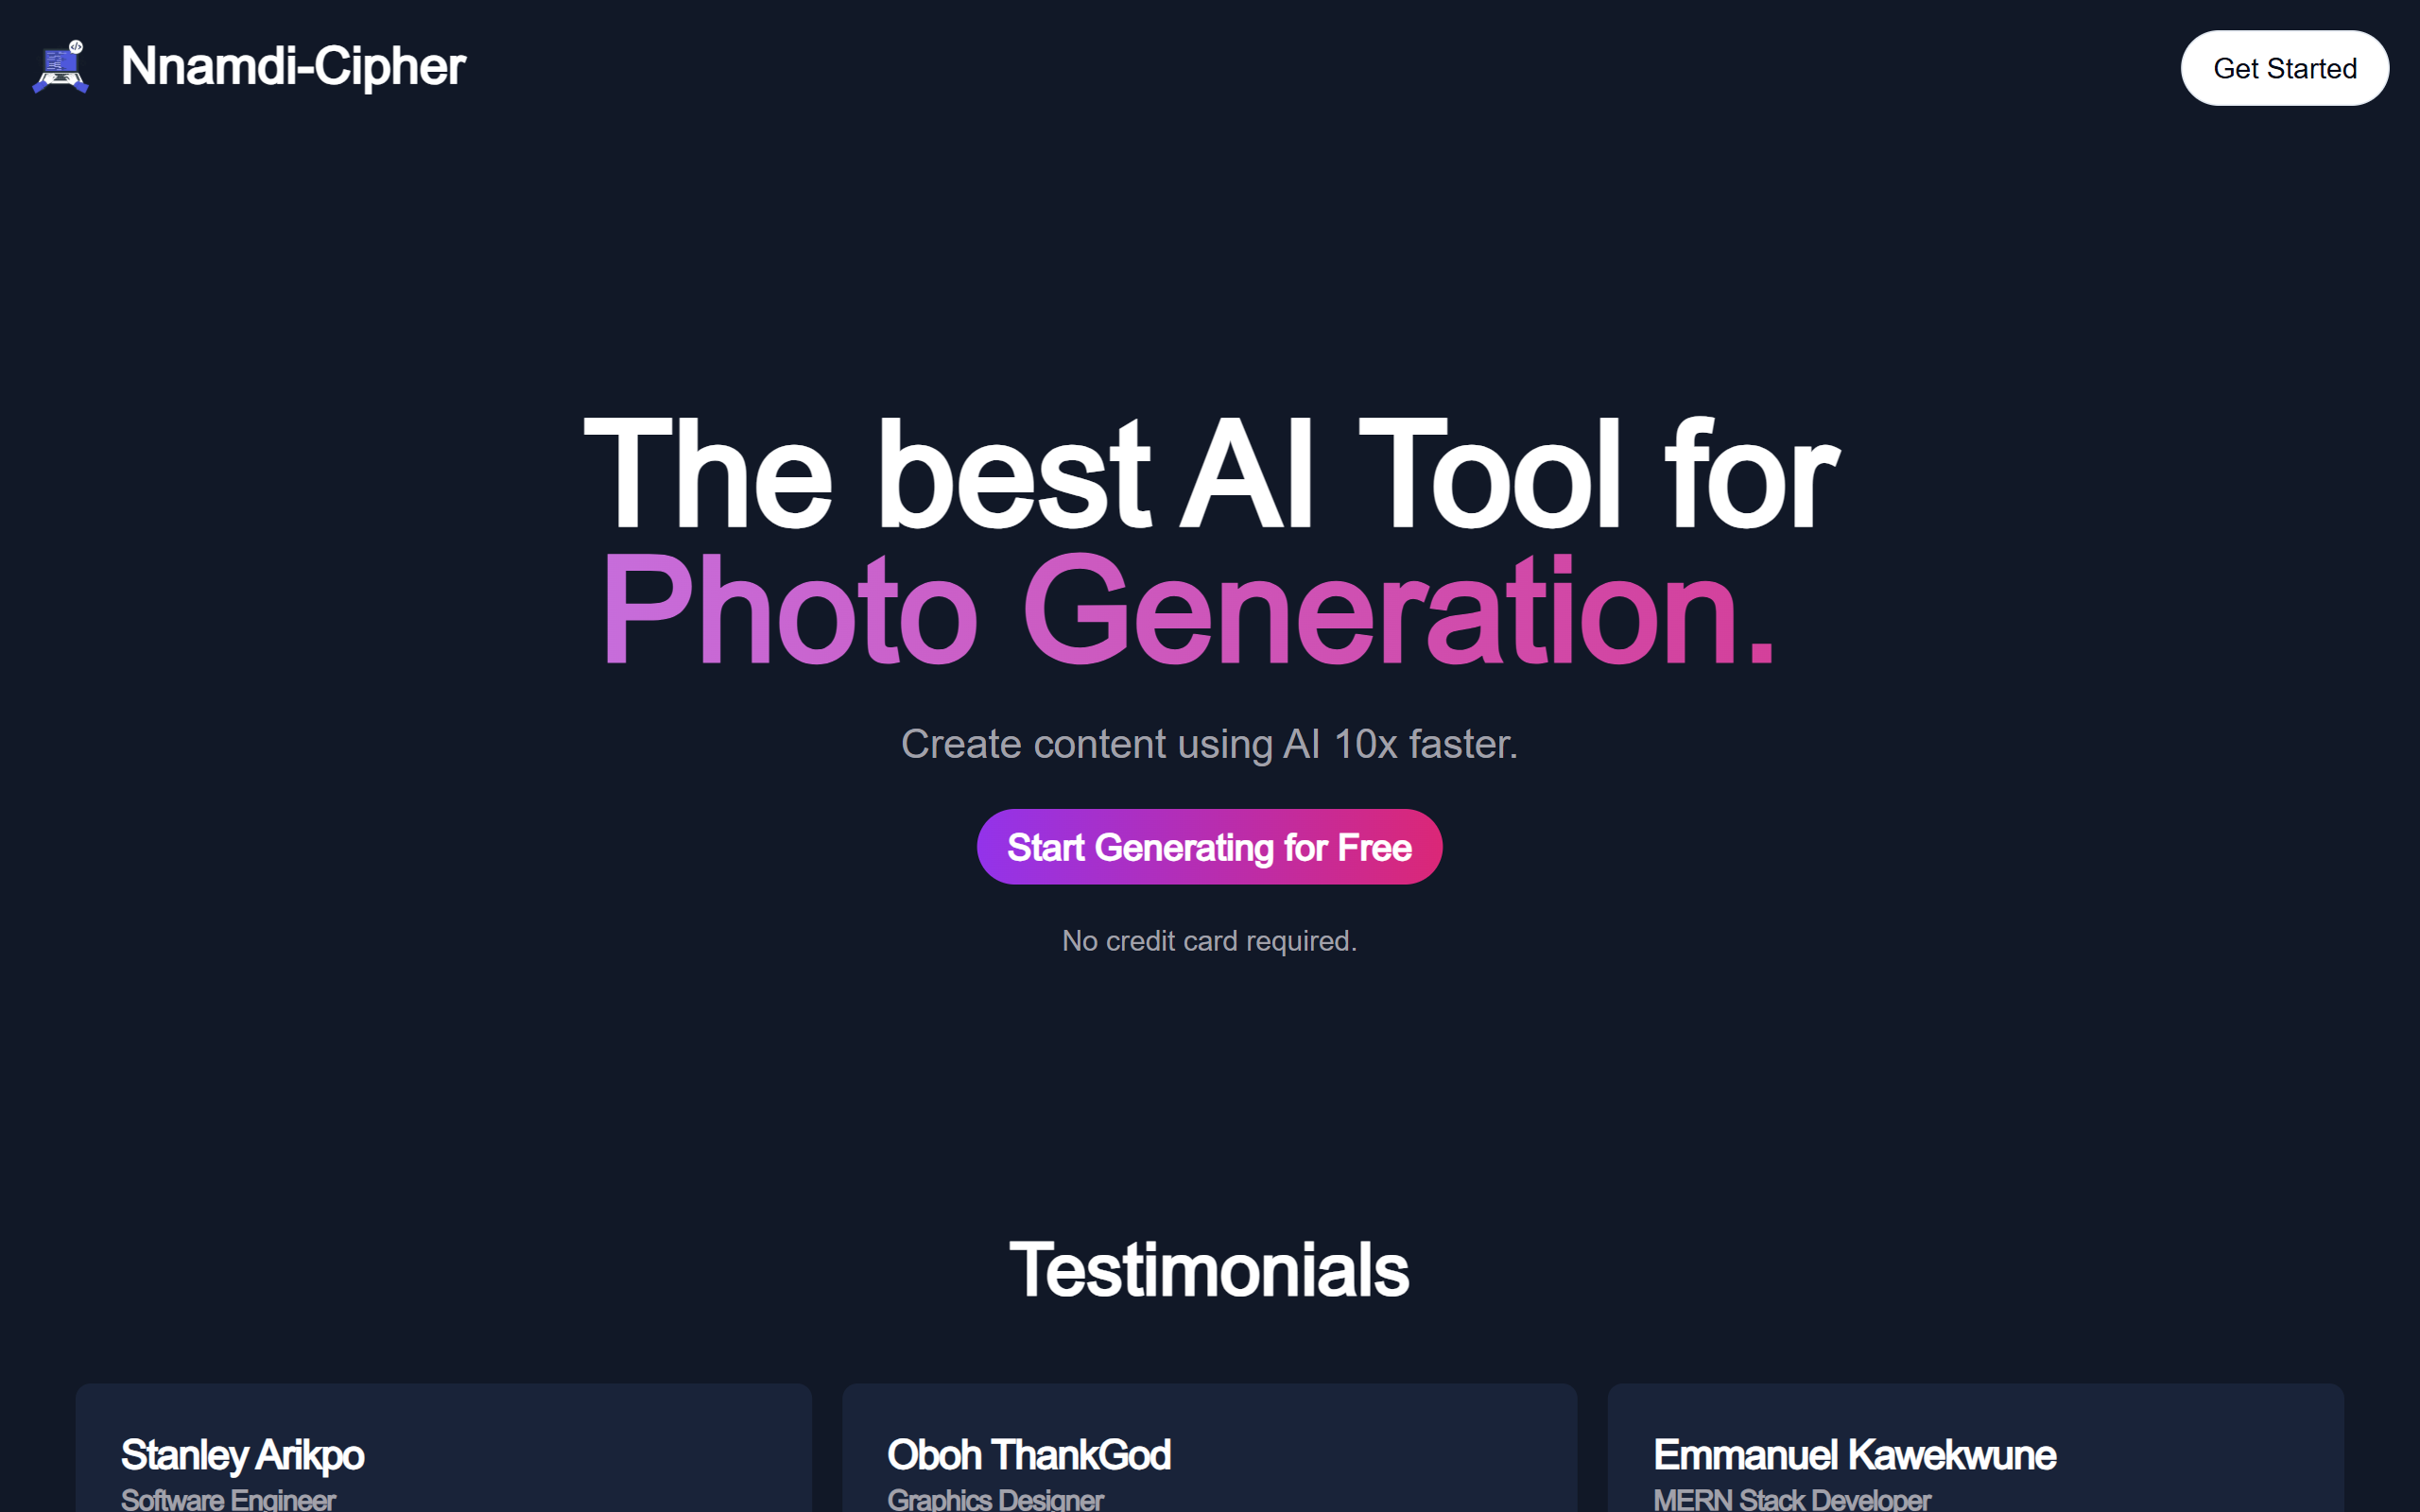 Nnamdi-Cipher
Get Started
The best AI Tool for
Photo Generation.
Create content using AI 10x faster.
Start Generating for Free
No credit card required.
Testimonials
Stanley Arikpo
Software Engineer
Oboh ThankGod
Graphics Designer
Emmanuel Kawekwune
MERN Stack Developer